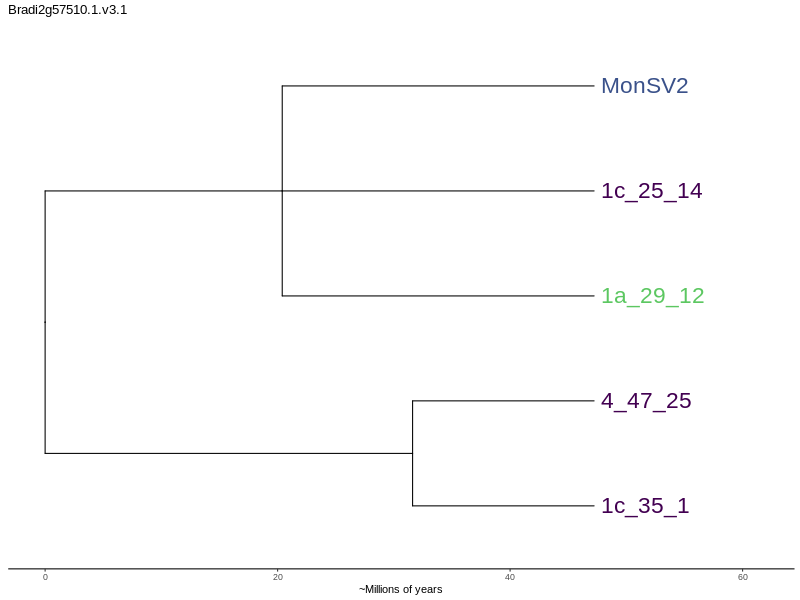 Bradi2g57510.1.v3.1
MonSV2
1c_25_14
1a_29_12
4_47_25
1c_35_1
0 20 40 60
~Millions of years